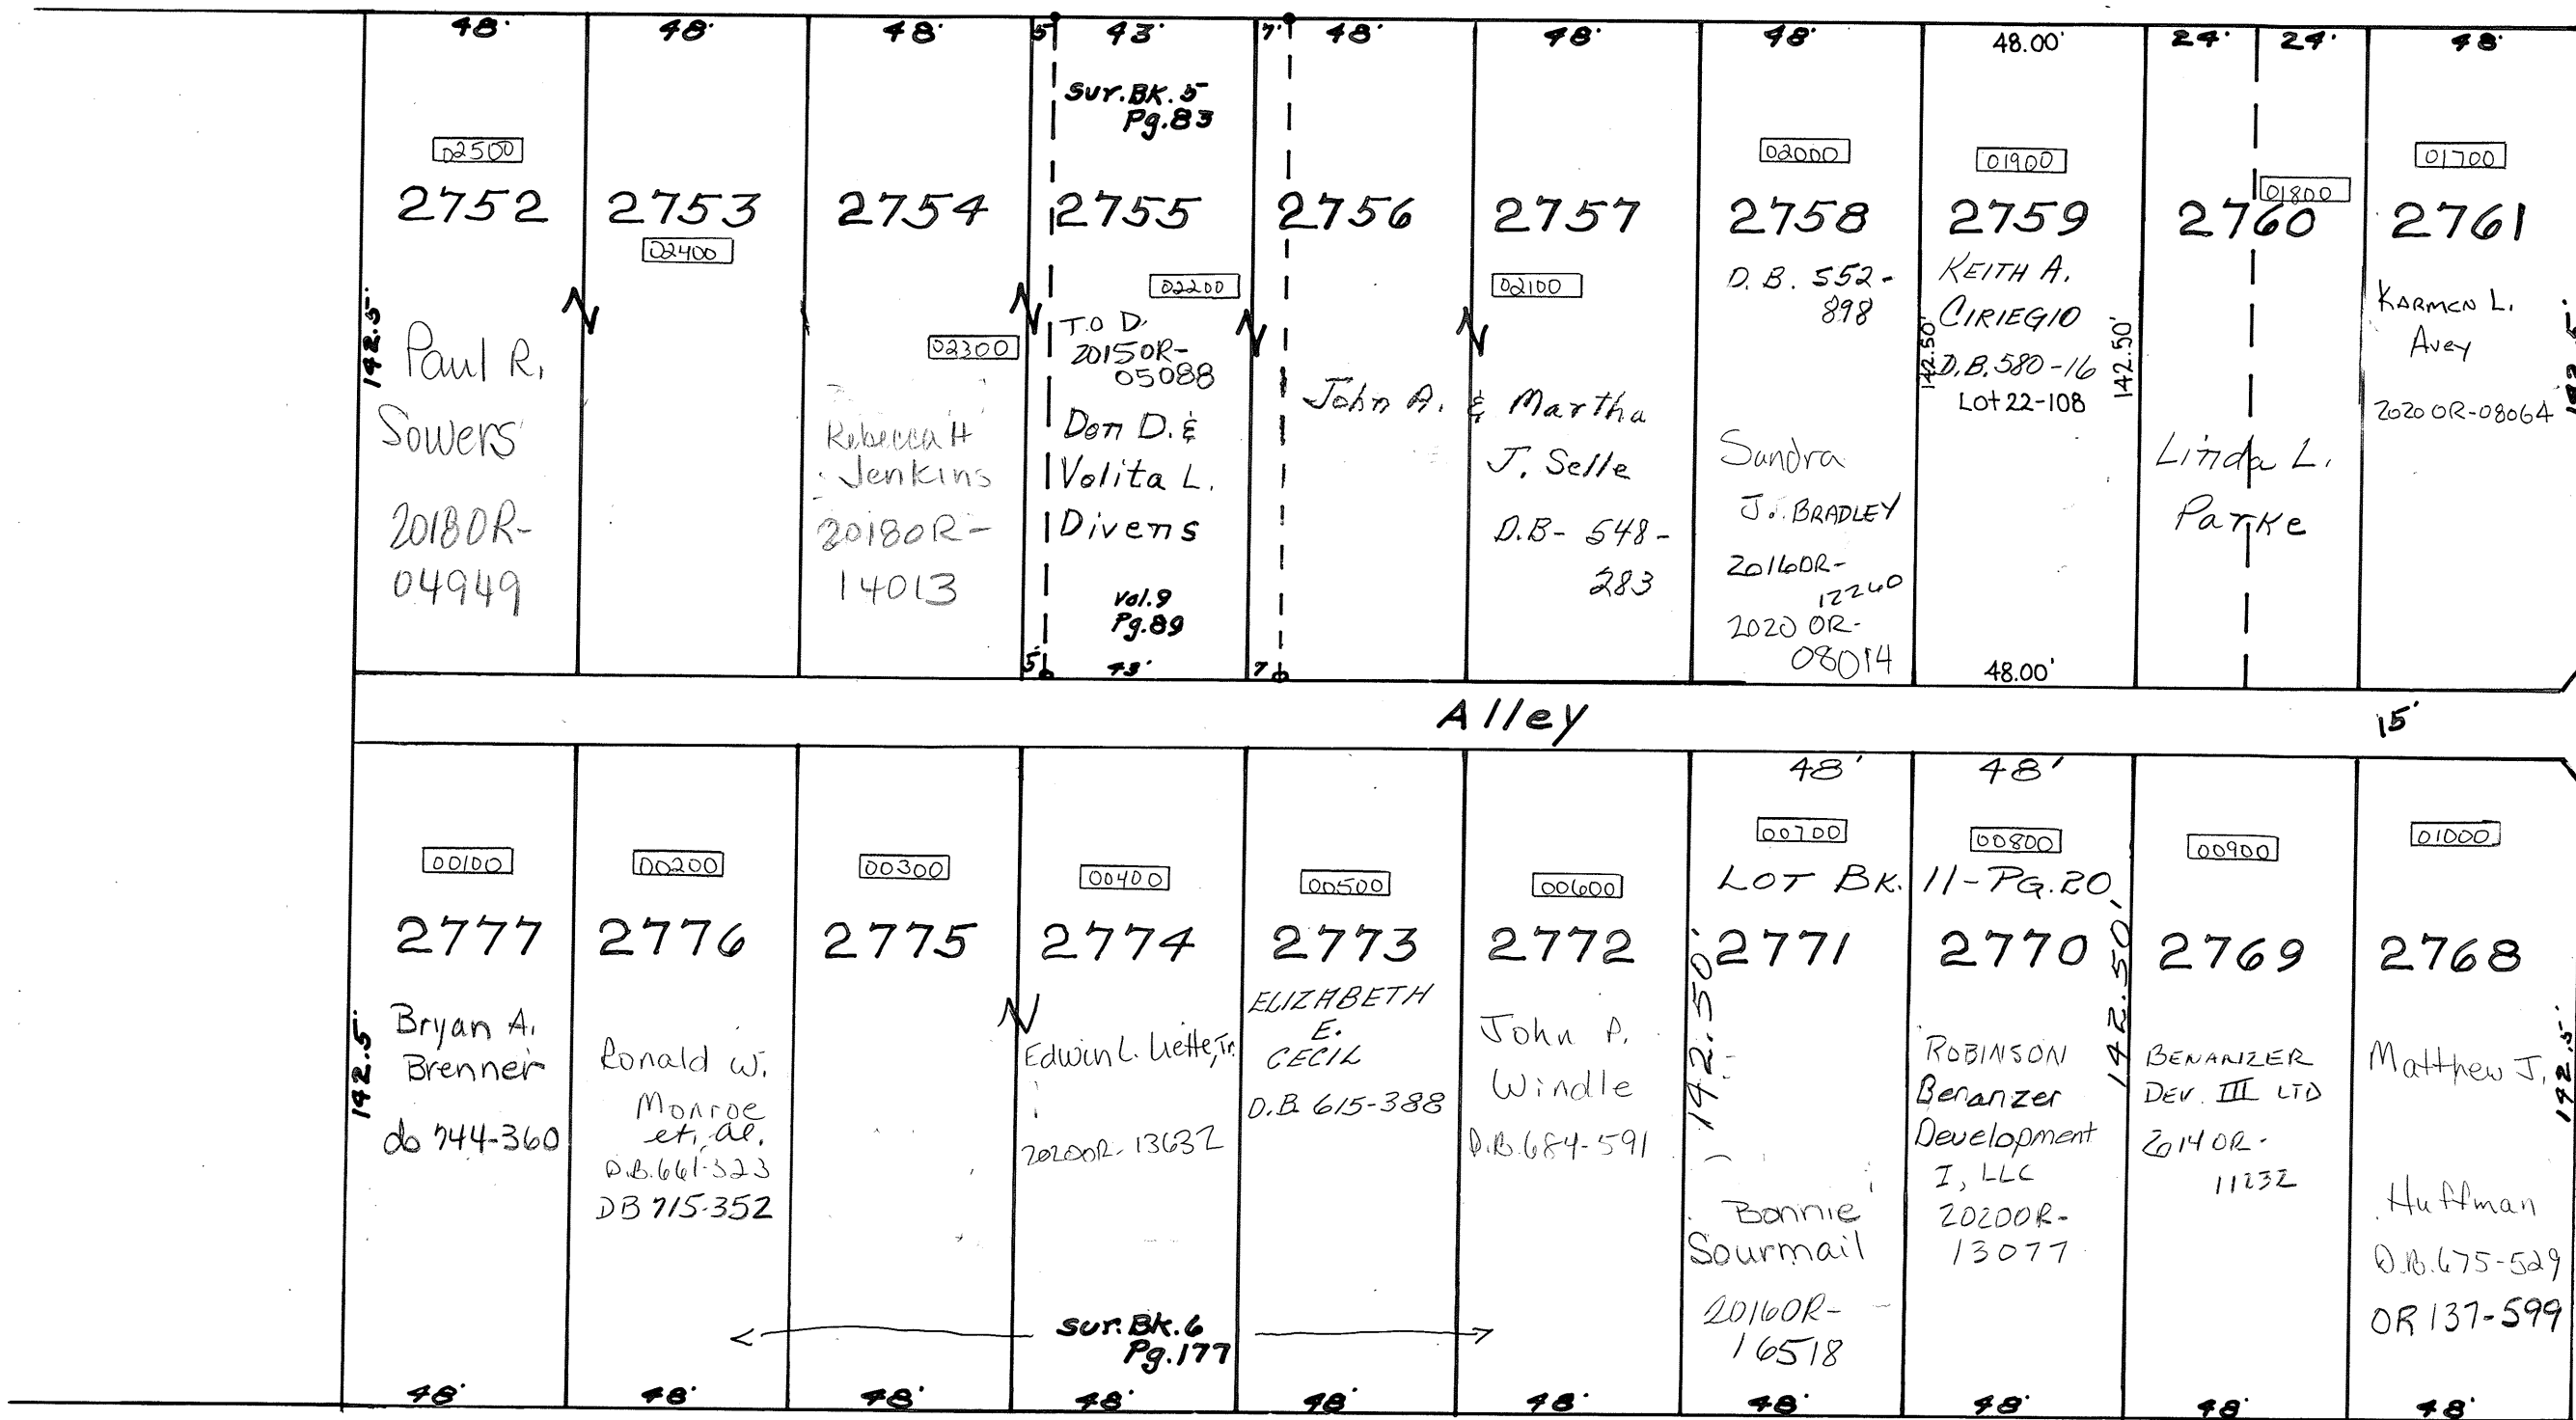 48' 48' 48' 5' 43' 7' 48' 48' 48' 48.00' 24' 24' 48'
Sur.BK.5
Pg.83
02500
2752
142.5'
Paul R.
Sowers
2018OR-
04949
2753
02400
2754
02300
Rebecca H
Jenkins
2018OR-
14013
2755
02200
T.O D.
2015OR-
05088
Don D. &
Volita L.
Divens
Vol.9
Pg.89
5' 43' 7'
2756
2757
02100
John A. & Martha
J. Selle
D.B- 548-
283
02000
2758
D.B. 552-
898
Sandra
J. BRADLEY
2016OR-
12240
2020 OR-
08014
01900
2759
KEITH A.
CIRIEGIO
D.B. 580-16
Lot 22-108
142.50'
142.50'
48.00'
01800
2760
Linda L.
Parke
01700
2761
KARMEN L.
Avey
2020 OR-08064
142.5'
Alley
15'
00100
2777
142.5'
Bryan A.
Brenner
db 744-360
48'
00200
2776
Ronald W.
Monroe
et. al.
D.B. 661-323
DB 715-352
48'
00300
2775
48'
00400
2774
Edwin L. Liette, Tr.
2020OR-13632
Sur. Bk. 6
Pg. 177
48'
00500
2773
ELIZABETH
E.
CECIL
D.B. 615-388
48'
00600
2772
John P.
Windle
D.B. 684-591
48'
48' 48'
00700
00800
LOT BK. 11-PG. 20
2771
142.50'
Bonnie
Sourmail
2016OR-
16518
48'
2770
142.50'
ROBINSON
Benanzer
Development
I, LLC
2020OR-
13077
48'
00900
2769
BENANZER
DEV. III LTD
2014OR-
11232
48'
01000
2768
Matthew J.
Huffman
D.B. 675-529
OR 137-599
142.5'
48'